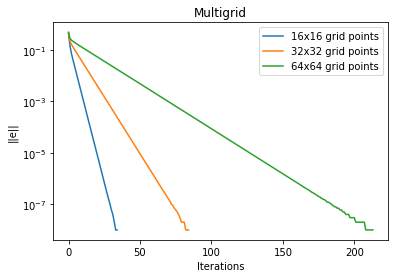 Multigrid
16x16 grid points
32x32 grid points
64x64 grid points
||e||
10⁻¹
10⁻³
10⁻⁵
10⁻⁷
0 50 100 150 200
Iterations